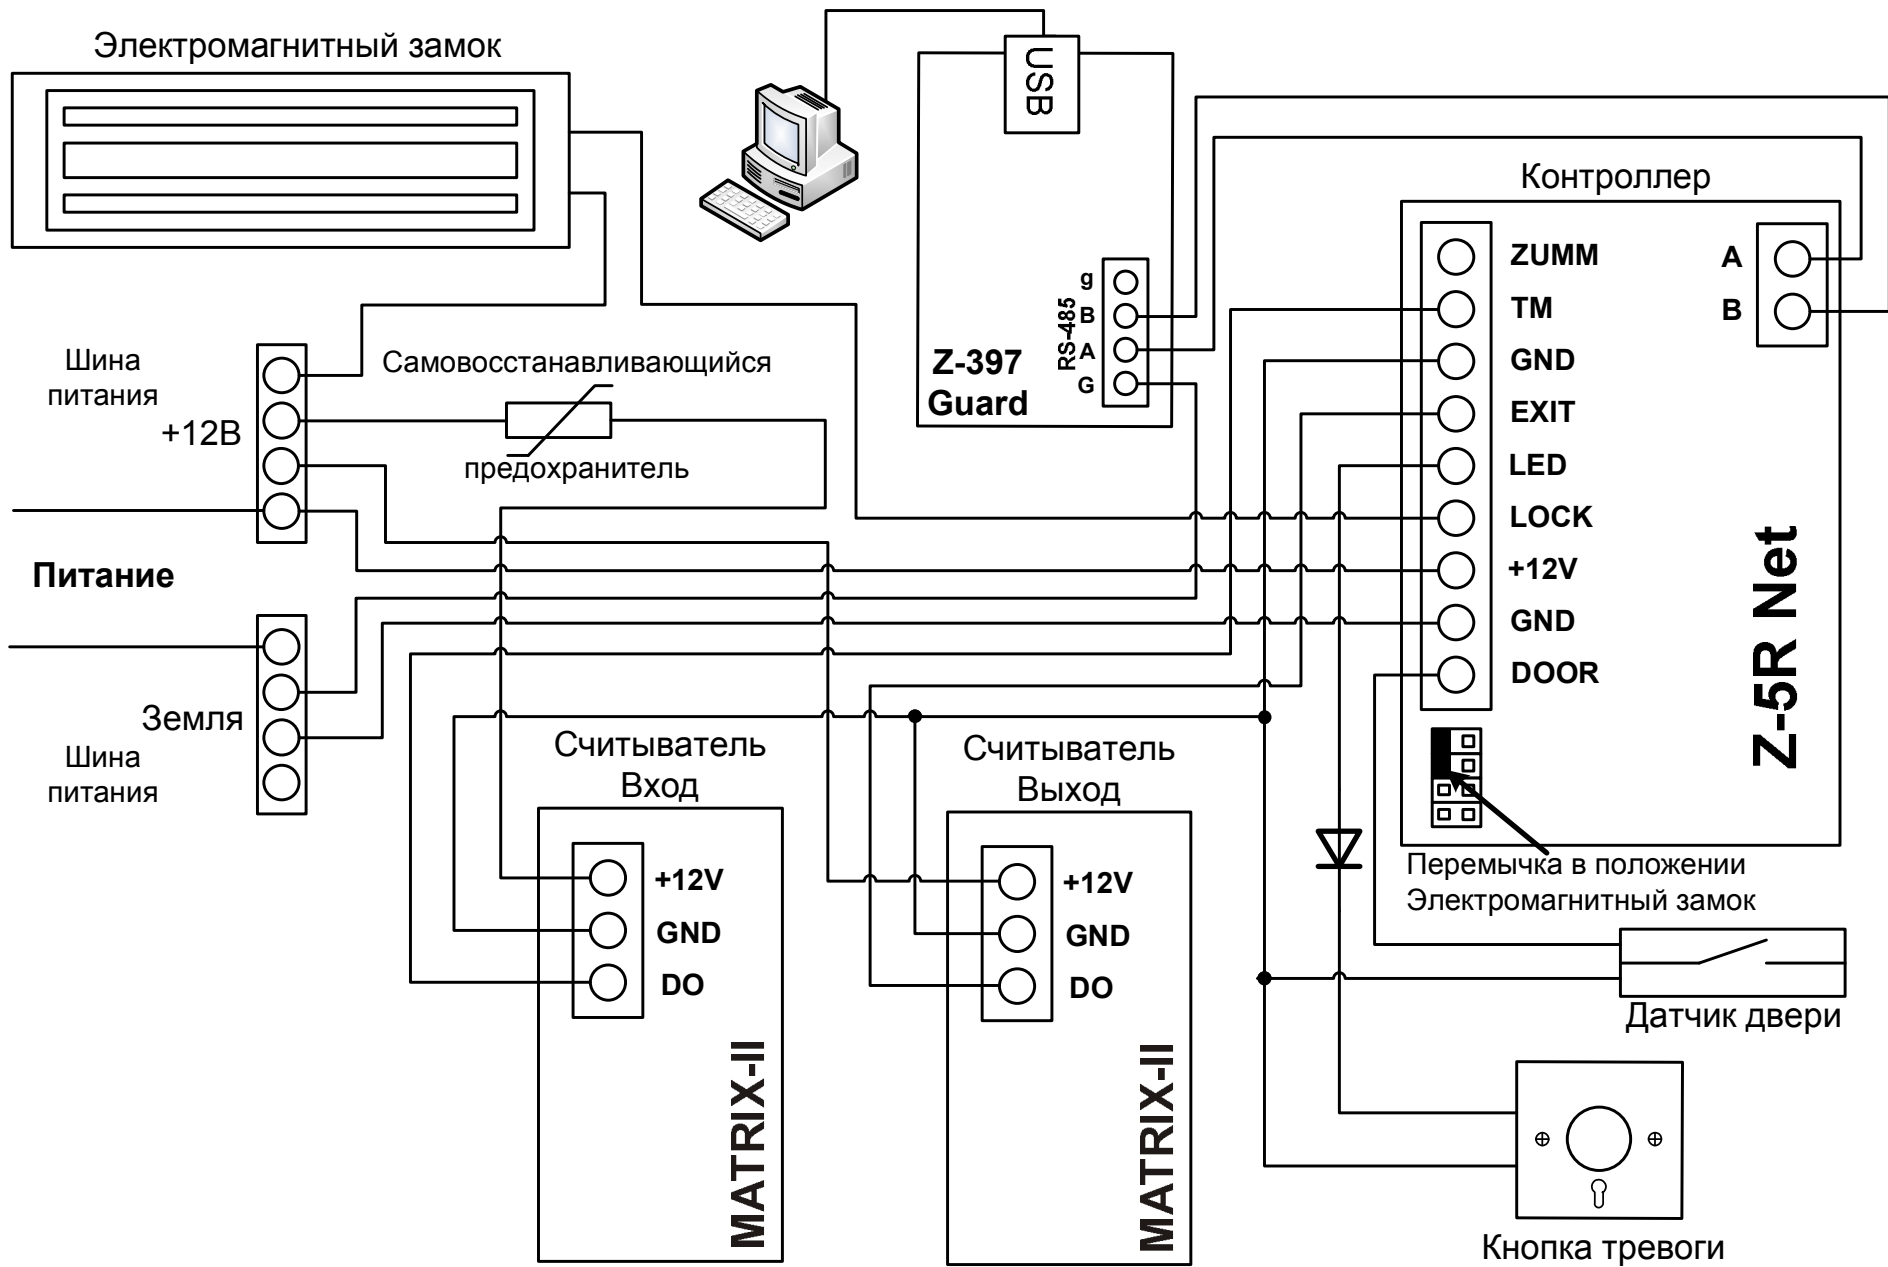 Электромагнитный замок
USB
Контроллер
ZUMM
TM
GND
EXIT
LED
LOCK
+12V
GND
DOOR
A
B
Z-5R Net
g
B
A
G
RS-485
Z-397
Guard
Шина
питания
+12В
Самовосстанавливающийся
предохранитель
Питание
Земля
Шина
питания
Считыватель
Вход
+12V
GND
DO
MATRIX-II
Считыватель
Выход
+12V
GND
DO
MATRIX-II
Перемычка в положении
Электромагнитный замок
Датчик двери
Кнопка тревоги